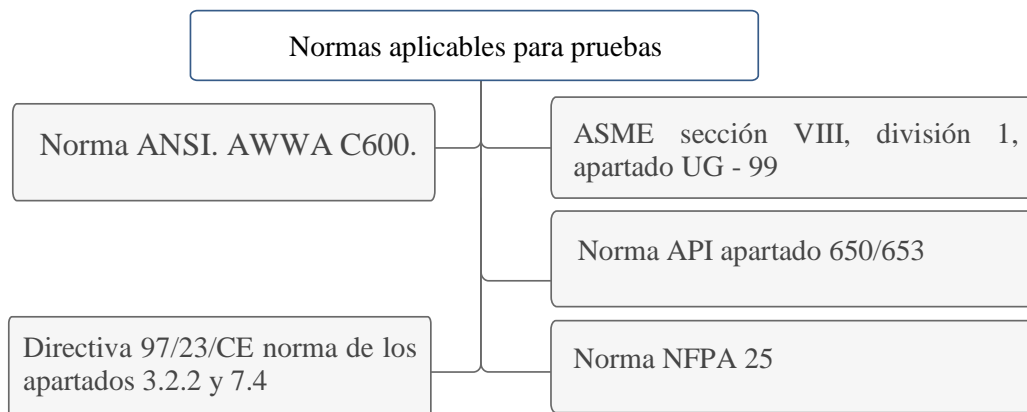 Normas aplicables para pruebas
Norma ANSI. AWWA C600.
ASME sección VIII, división 1,
apartado UG - 99
Norma API apartado 650/653
Directiva 97/23/CE norma de los
apartados 3.2.2 y 7.4
Norma NFPA 25